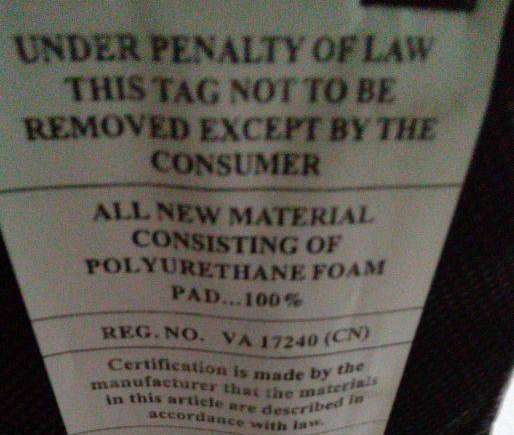 UNDER PENALTY OF LAW
THIS TAG NOT TO BE
REMOVED EXCEPT BY THE
CONSUMER
ALL NEW MATERIAL
CONSISTING OF
POLYURETHANE FOAM
PAD...100%
REG. NO. VA 17240 (CN)
Certification is made by the
manufacturer that the materials
in this article are described in
accordance with law.